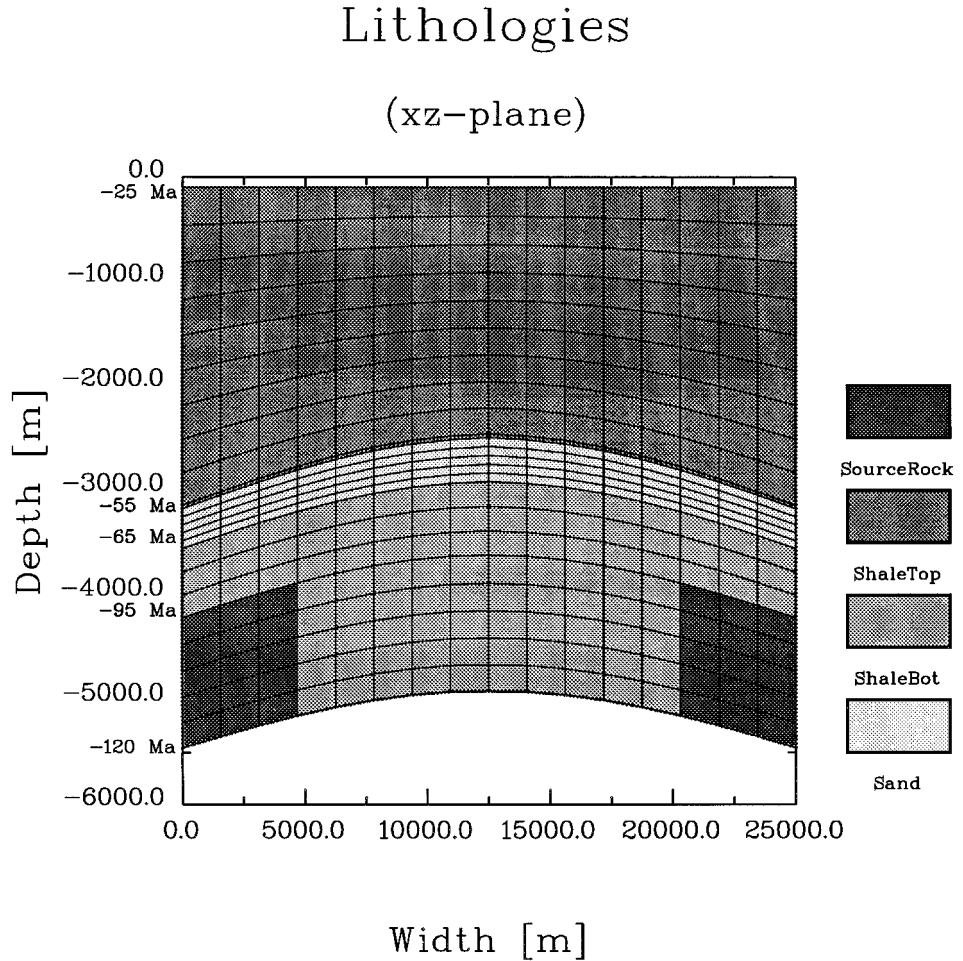 Lithologies
(xz-plane)
0.0
-25 Ma
-1000.0
-2000.0
-3000.0
-55 Ma
-65 Ma
-4000.0
-95 Ma
-5000.0
-120 Ma
-6000.0
Depth [m]
0.0 5000.0 10000.0 15000.0 20000.0 25000.0
Width [m]
SourceRock
ShaleTop
ShaleBot
Sand